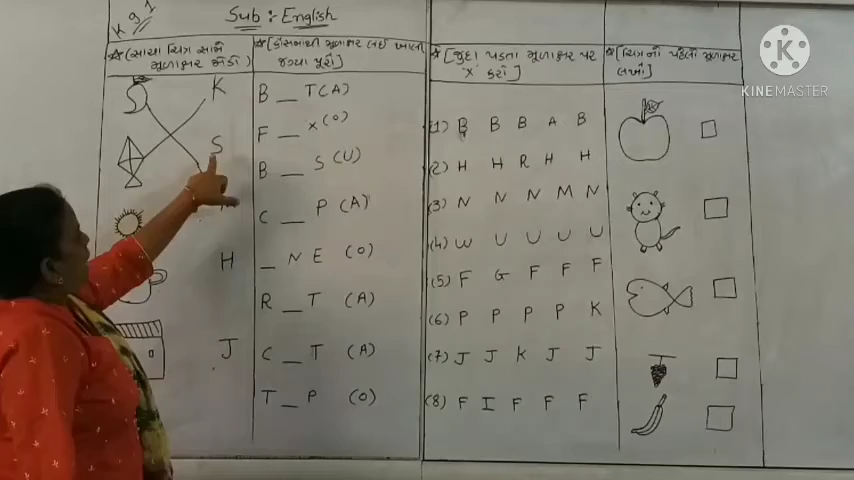 K 91
Sub : English
☆ (સાચા ચિત્ર સામે મૂળાક્ષર જોડો)
K
S
H
J
☆ [કૌંસમાંથી મૂળાક્ષર લઈ ખાલી જગ્યા પૂરો]
B _ T (A)
F _ X (O)
B _ S (U)
C _ P (A)
_ N E (O)
R _ T (A)
C _ T (A)
T _ P (O)
☆ [જુદા પડતા મૂળાક્ષર પર 'X' કરો]
(1) B B B A B
(2) H H R H H
(3) N N N M N
(4) W U U U U
(5) F G F F F
(6) P P P P K
(7) J J K J J
(8) F I F F F
☆ [ચિત્રનો પહેલો મૂળાક્ષર લખો]
K
KINEMASTER